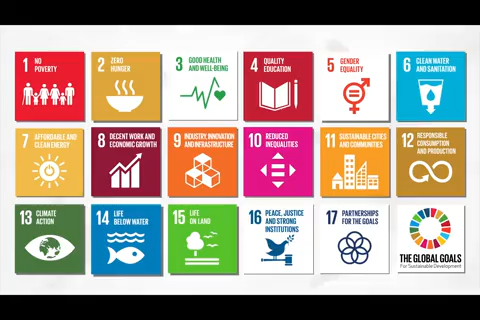 1 NO
POVERTY
2 ZERO
HUNGER
3 GOOD HEALTH
AND WELL-BEING
4 QUALITY
EDUCATION
5 GENDER
EQUALITY
6 CLEAN WATER
AND SANITATION
7 AFFORDABLE AND
CLEAN ENERGY
8 DECENT WORK AND
ECONOMIC GROWTH
9 INDUSTRY, INNOVATION
AND INFRASTRUCTURE
10 REDUCED
INEQUALITIES
11 SUSTAINABLE CITIES
AND COMMUNITIES
12 RESPONSIBLE
CONSUMPTION
AND PRODUCTION
13 CLIMATE
ACTION
14 LIFE
BELOW WATER
15 LIFE
ON LAND
16 PEACE, JUSTICE
AND STRONG
INSTITUTIONS
17 PARTNERSHIPS
FOR THE GOALS
THE GLOBAL GOALS
For Sustainable Development